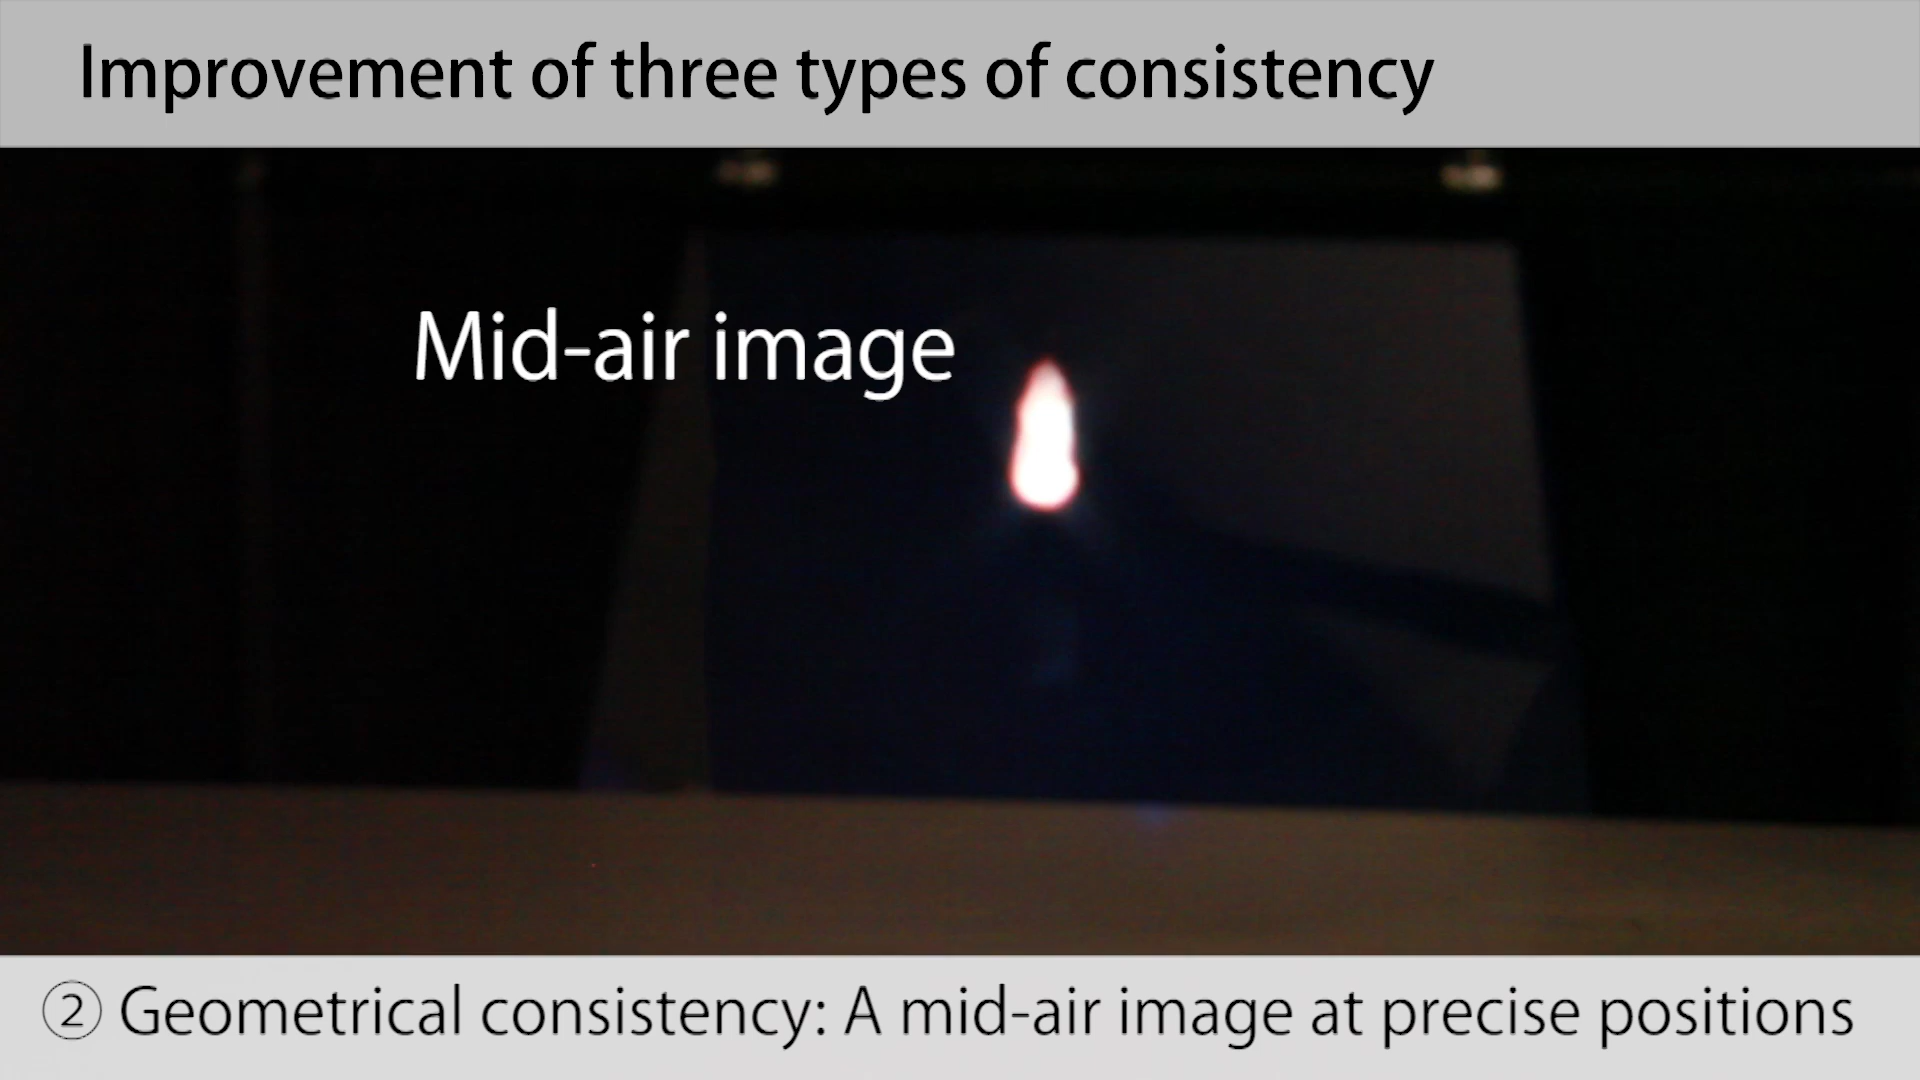 Improvement of three types of consistency
Mid-air image
② Geometrical consistency: A mid-air image at precise positions